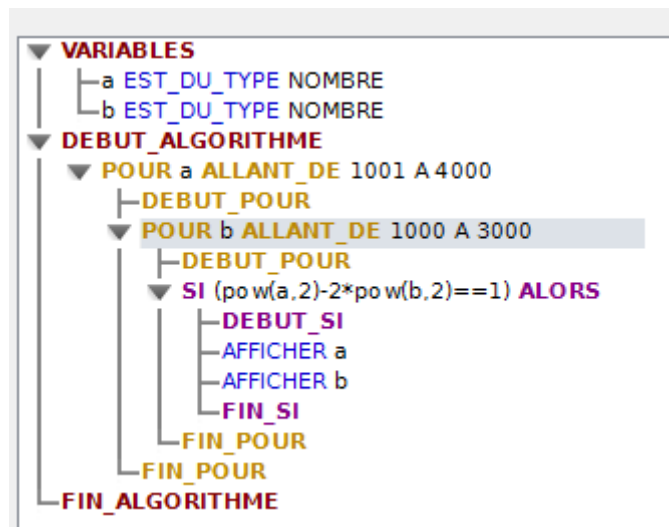 VARIABLES
a EST_DU_TYPE NOMBRE
b EST_DU_TYPE NOMBRE
DEBUT_ALGORITHME
POUR a ALLANT_DE 1001 A 4000
DEBUT_POUR
POUR b ALLANT_DE 1000 A 3000
DEBUT_POUR
SI (pow(a,2)-2*pow(b,2)==1) ALORS
DEBUT_SI
AFFICHER a
AFFICHER b
FIN_SI
FIN_POUR
FIN_POUR
FIN_ALGORITHME